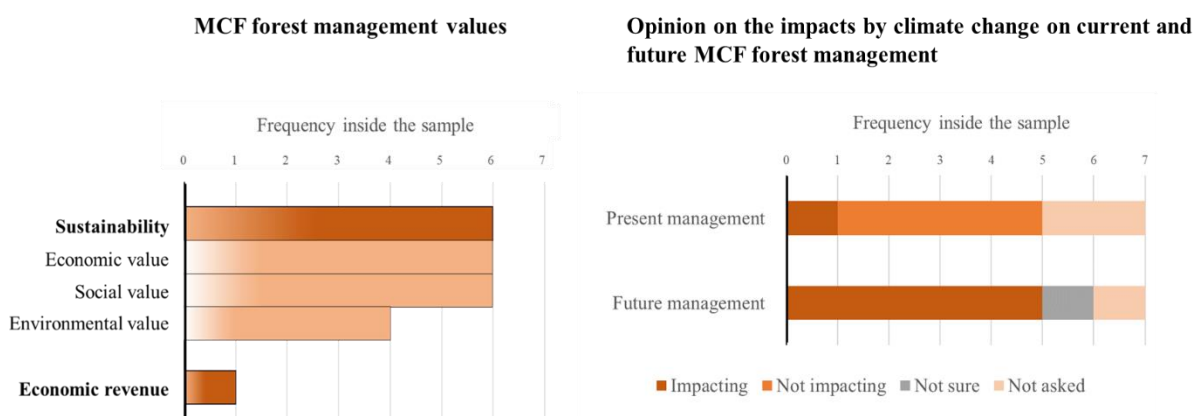 MCF forest management values
Frequency inside the sample
0 1 2 3 4 5 6 7
Sustainability
Economic value
Social value
Environmental value
Economic revenue
Opinion on the impacts by climate change on current and
future MCF forest management
Frequency inside the sample
0 1 2 3 4 5 6 7
Present management
Future management
Impacting Not impacting Not sure Not asked